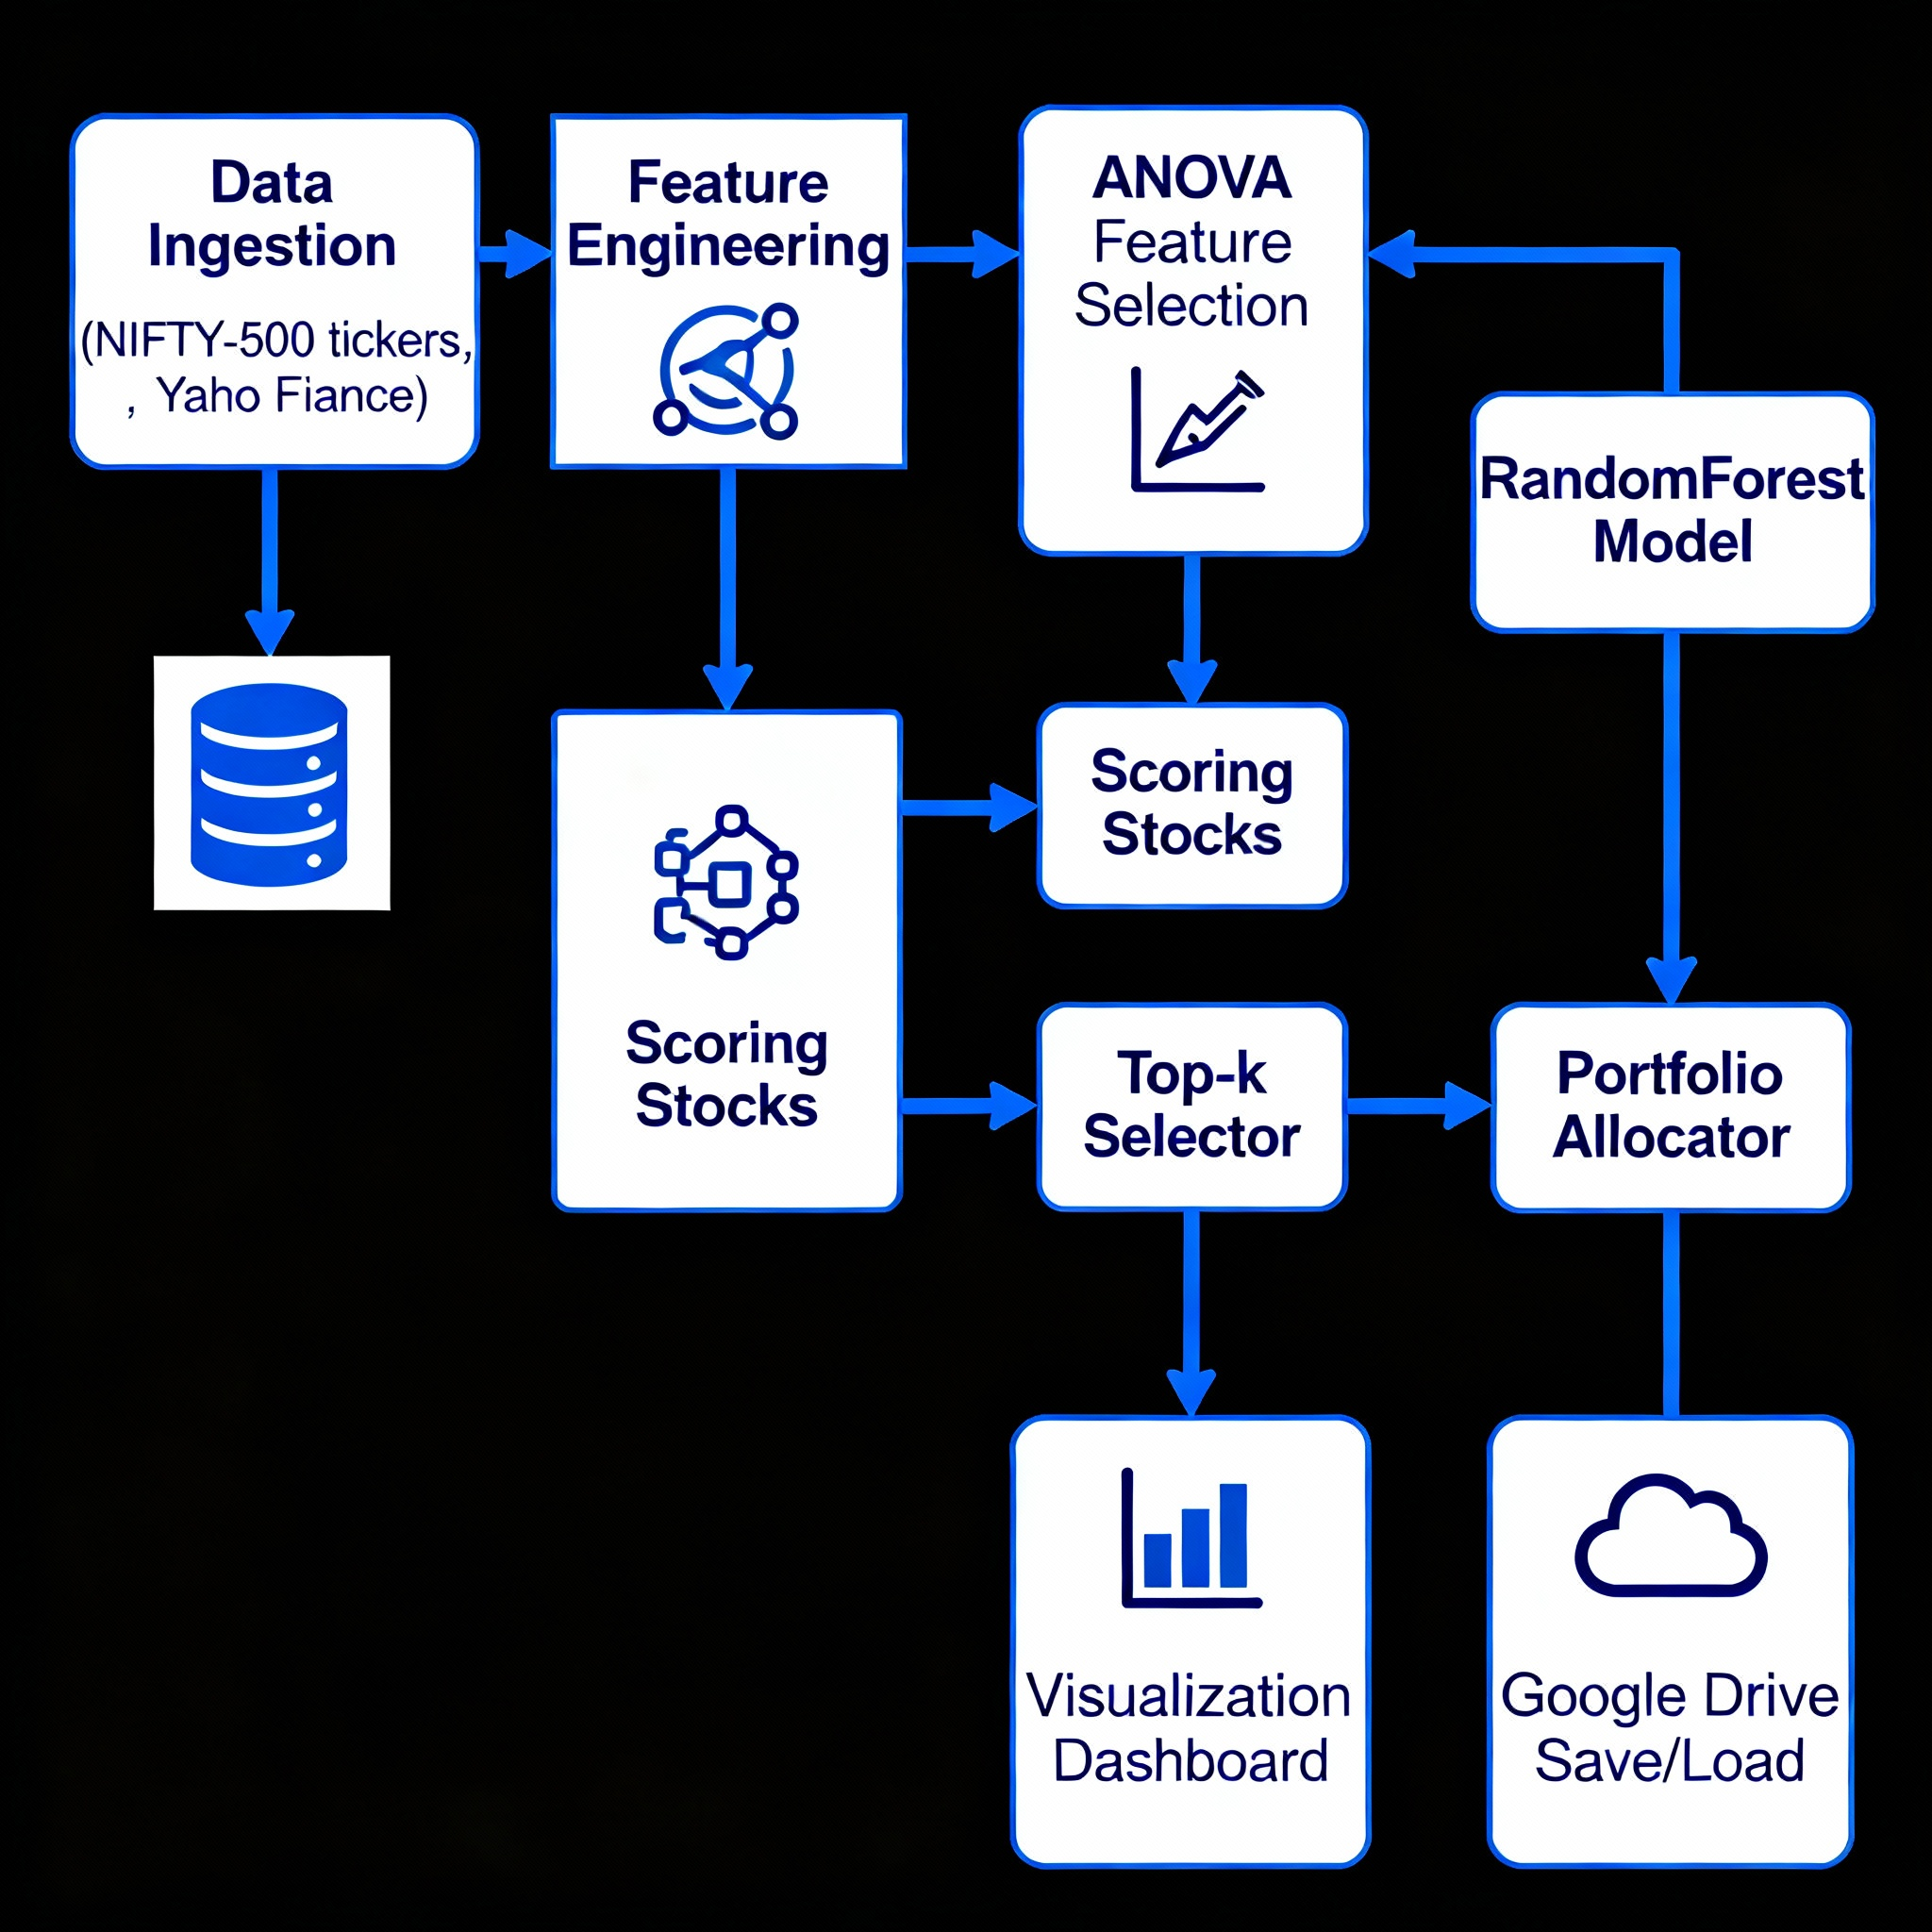 Data
Ingestion
(NIFTY-500 tickers,
, Yaho Fiance)
Feature
Engineering
ANOVA
Feature
Selection
RandomForest
Model
Scoring
Stocks
Scoring
Stocks
Top-k
Selector
Portfolio
Allocator
Visualization
Dashboard
Google Drive
Save/Load